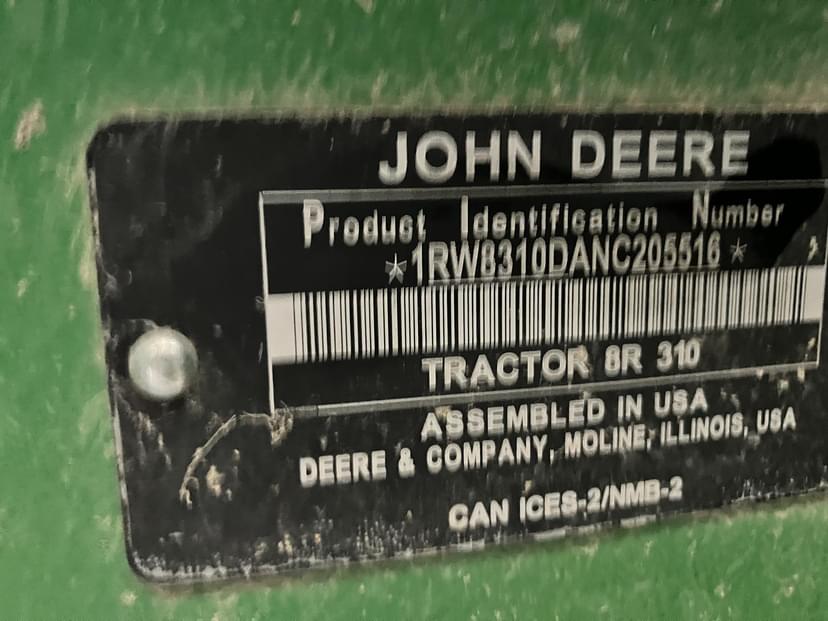 JOHN DEERE
Product Identification Number
*1RW8310DANC205516*
TRACTOR 8R 310
ASSEMBLED IN USA
DEERE & COMPANY, MOLINE, ILLINOIS, USA
CAN ICES-2/NMB-2